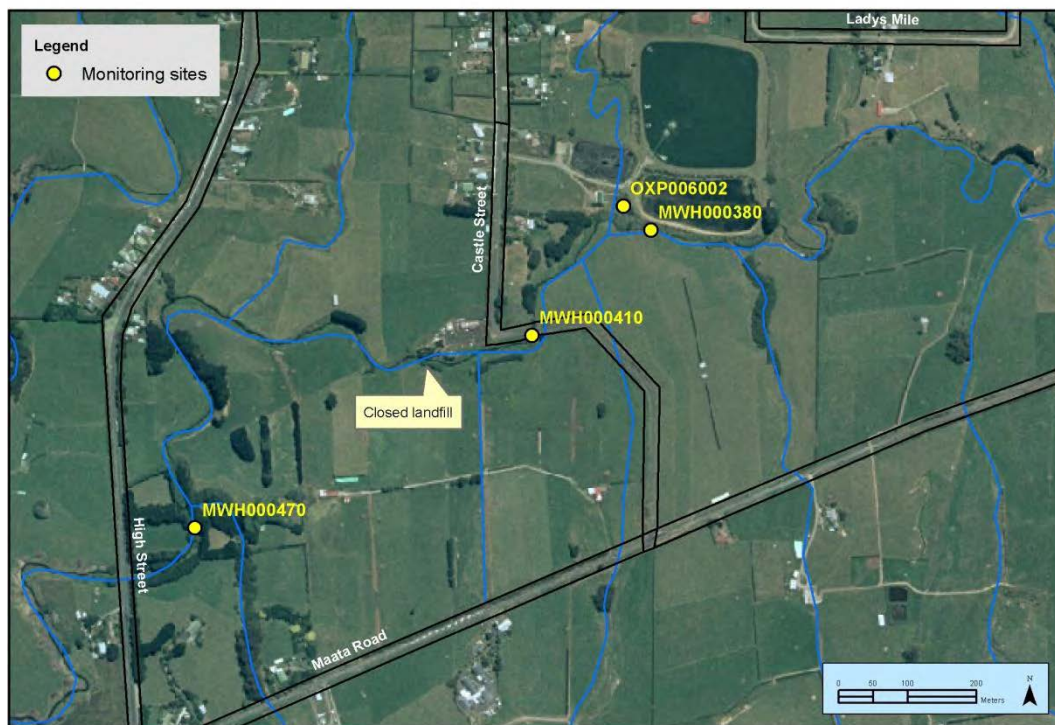 Legend
Monitoring sites
Ladys Mile
OXP006002
MWH000380
Castle Street
MWH000410
Closed landfill
MWH000470
High Street
Maata Road
0 50 100 200
Meters
N